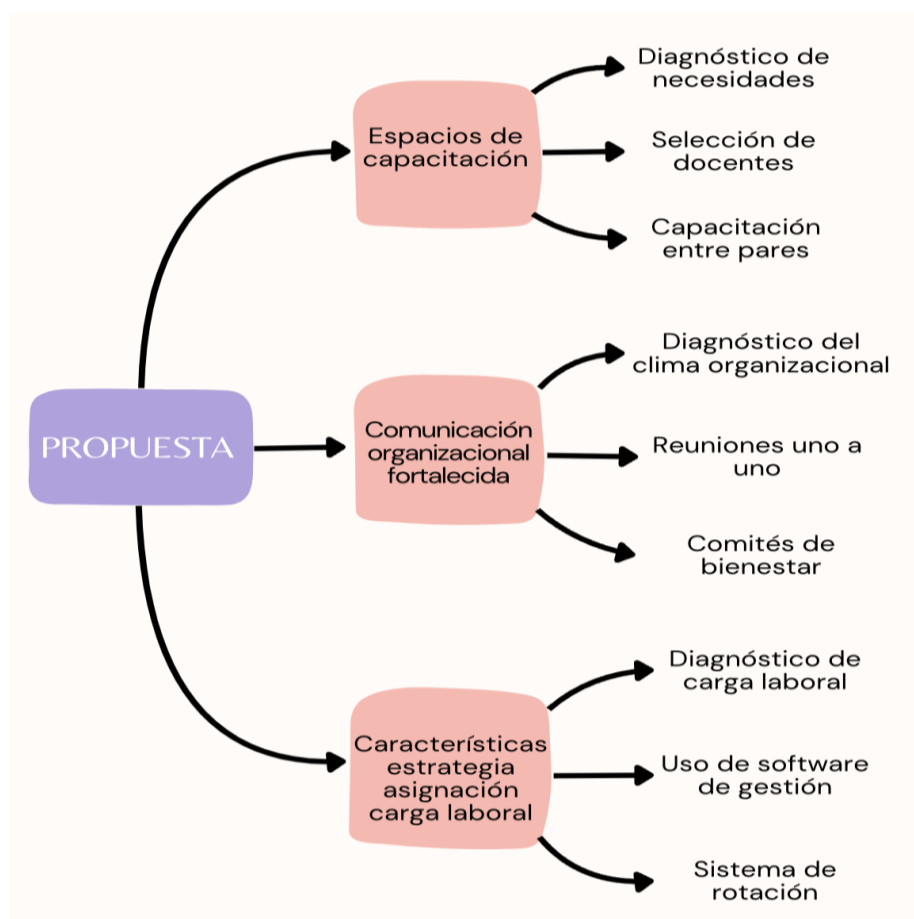 PROPUESTA
Espacios de
capacitación
Diagnóstico de
necesidades
Selección de
docentes
Capacitación
entre pares
Comunicación
organizacional
fortalecida
Diagnóstico del
clima organizacional
Reuniones uno a
uno
Comités de
bienestar
Características
estrategia
asignación
carga laboral
Diagnóstico de
carga laboral
Uso de software
de gestión
Sistema de
rotación